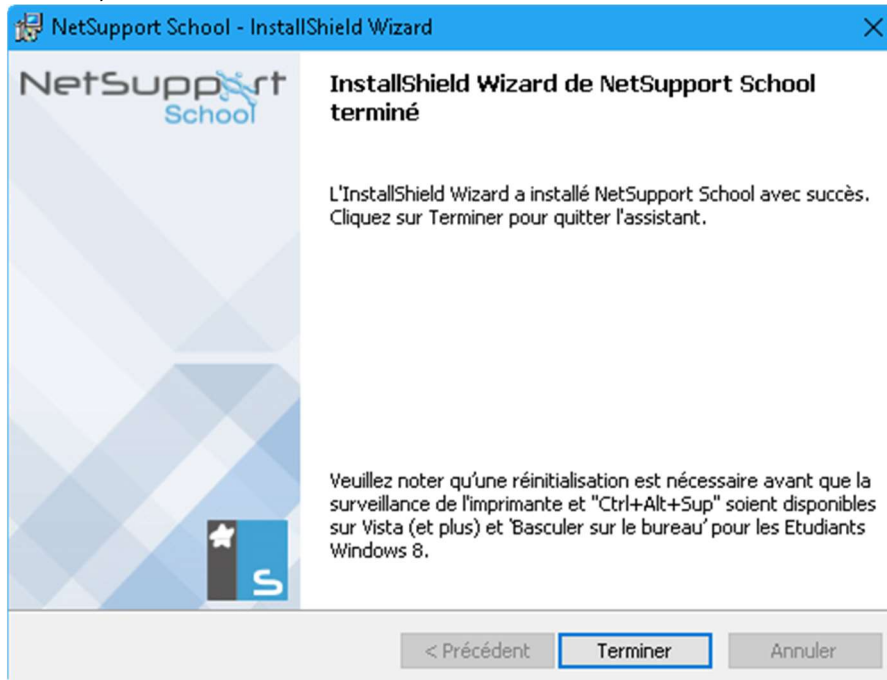 NetSupport School - InstallShield Wizard
NetSupport
School
InstallShield Wizard de NetSupport School
terminé
L'InstallShield Wizard a installé NetSupport School avec succès.
Cliquez sur Terminer pour quitter l'assistant.
Veuillez noter qu'une réinitialisation est nécessaire avant que la
surveillance de l'imprimante et "Ctrl+Alt+Sup" soient disponibles
sur Vista (et plus) et 'Basculer sur le bureau' pour les Etudiants
Windows 8.
S
< Précédent
Terminer
Annuler